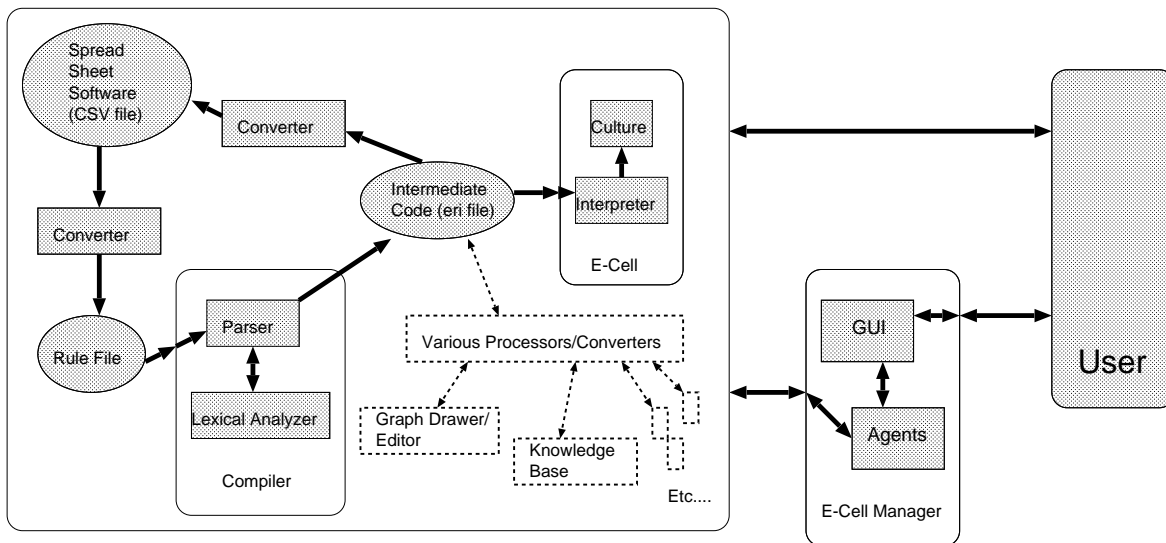 Spread
Sheet
Software
(CSV file)
Converter
Culture
Intermediate
Code (eri file)
Interpreter
Converter
E-Cell
Parser
Rule File
Various Processors/Converters
GUI
User
Lexical Analyzer
Graph Drawer/
Editor
Knowledge
Base
Agents
Compiler
Etc....
E-Cell Manager